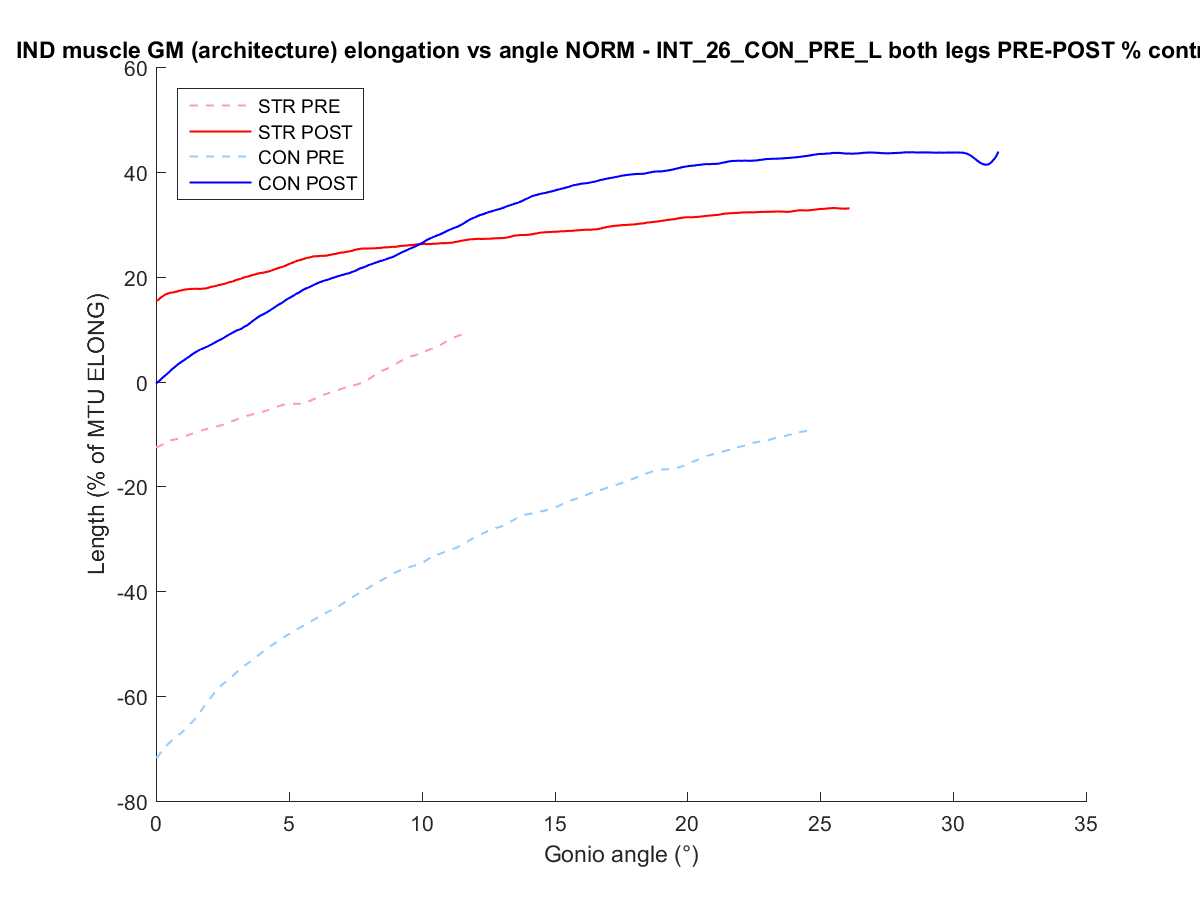 IND muscle GM (architecture) elongation vs angle NORM - INT_26_CON_PRE_L both legs PRE-POST % contr
60
40
20
0
-20
-40
-60
-80
Length (% of MTU ELONG)
STR PRE
STR POST
CON PRE
CON POST
0 5 10 15 20 25 30 35
Gonio angle (°)